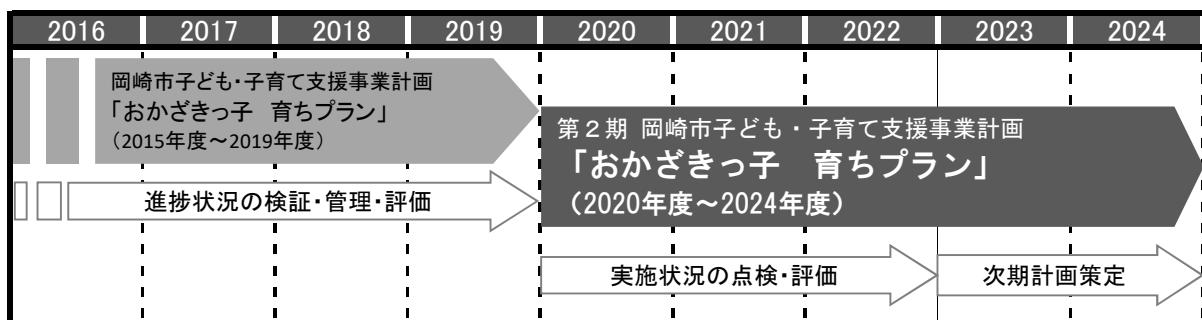 2016 2017 2018 2019 2020 2021 2022 2023 2024
岡崎市子ども・子育て支援事業計画
「おかざきっ子　育ちプラン」
（2015年度～2019年度）
進捗状況の検証・管理・評価
第２期 岡崎市子ども・子育て支援事業計画
「おかざきっ子　育ちプラン」
（2020年度～2024年度）
実施状況の点検・評価
次期計画策定